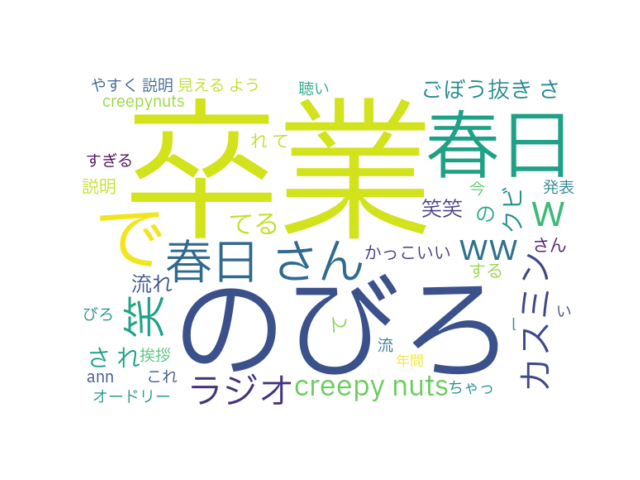 やすく 説明 見える よう
聴い
ごぼう抜き さ
creepynuts
卒業
春日
れ て
すぎる
説明
今
発表
笑笑
の
クビ
w
で
てる
ww
さん
春日 さん
かっこいい
する
流れ
カスミン
のびろ
い
びろ
笑
て
し
流
さ れ
挨拶
年間
ann
これ
ラジオ
creepy nuts
ちゃっ
オードリー